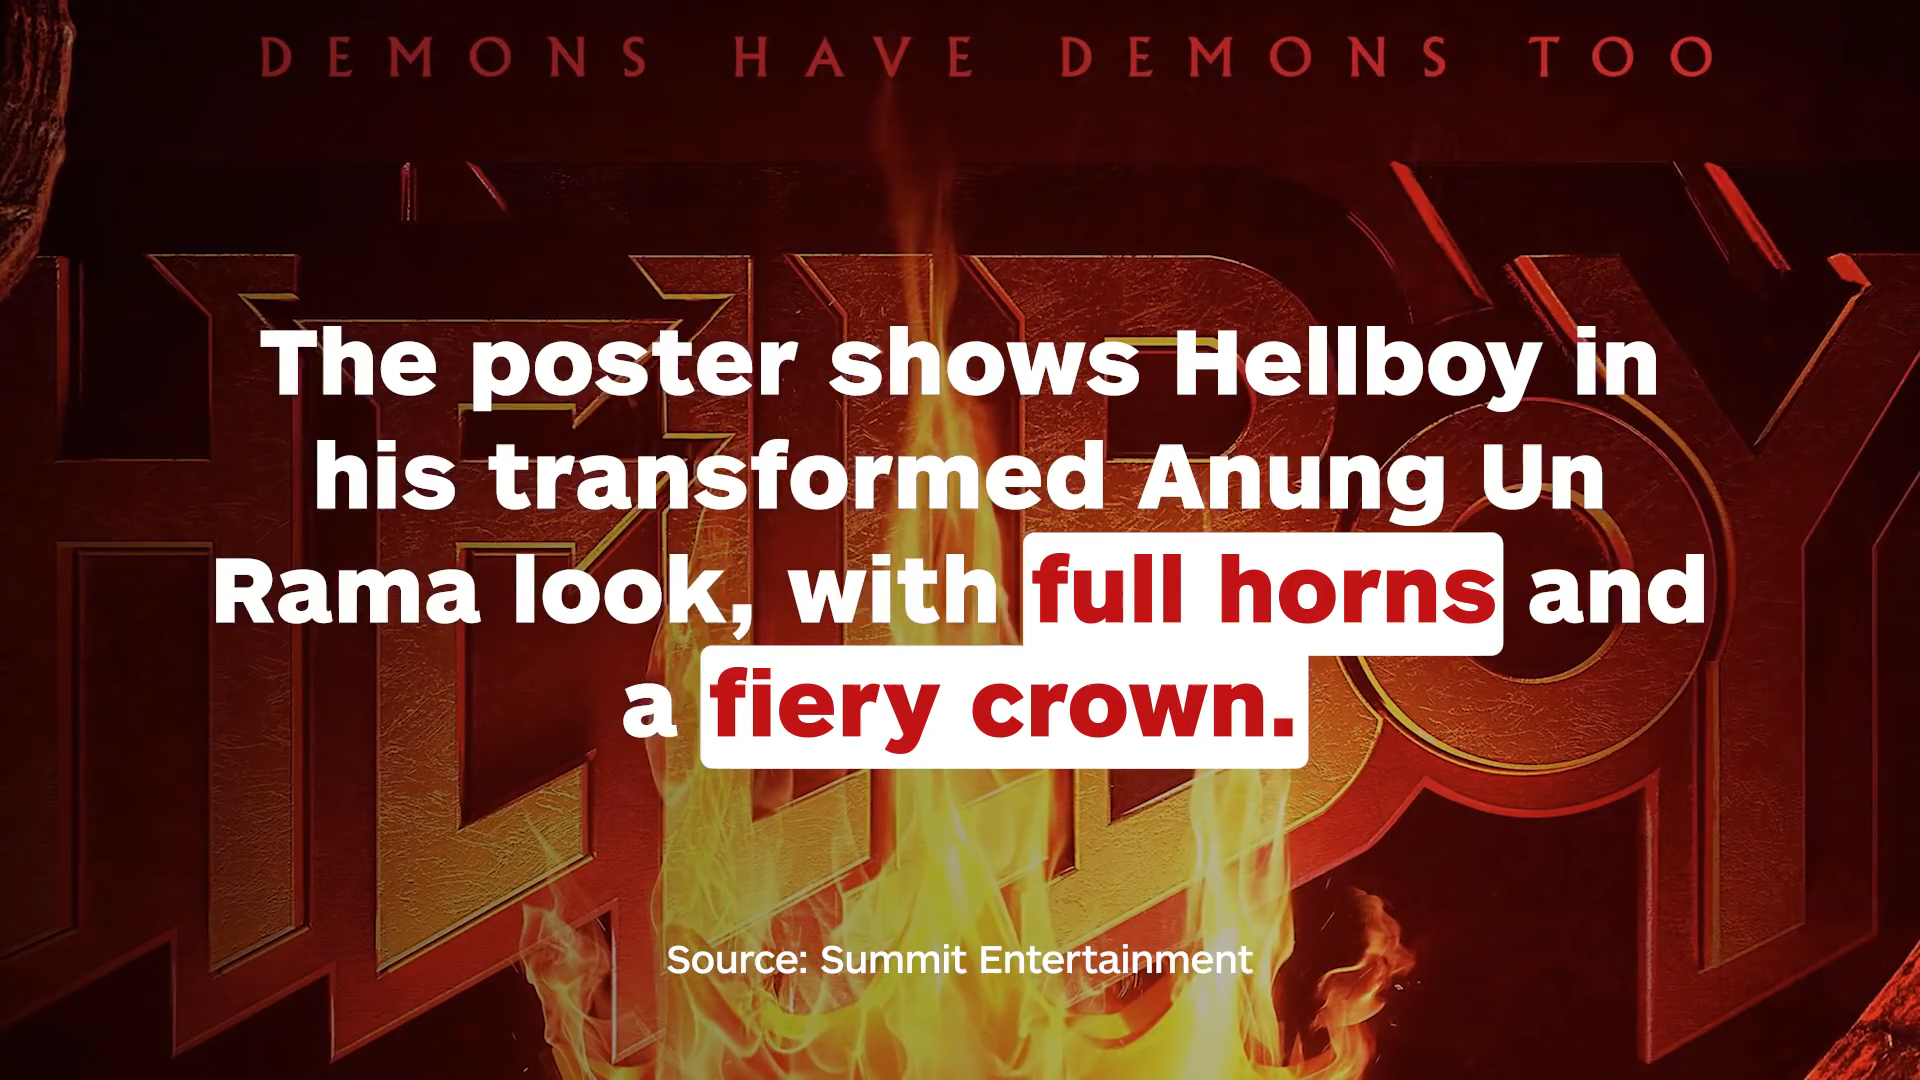 DEMONS HAVE DEMONS TOO
HELLBOY
The poster shows Hellboy in
his transformed Anung Un
Rama look, with full horns and
a fiery crown.
Source: Summit Entertainment